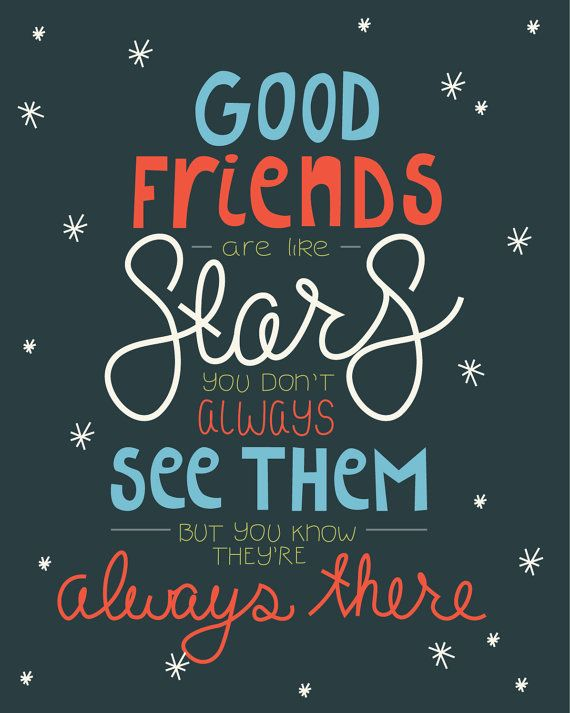 GOOD
FRiENDS
are like
Stars
YOU DON'T
ALWAYS
See THeM
BUT YOU KNOW
THEY'RE
always there